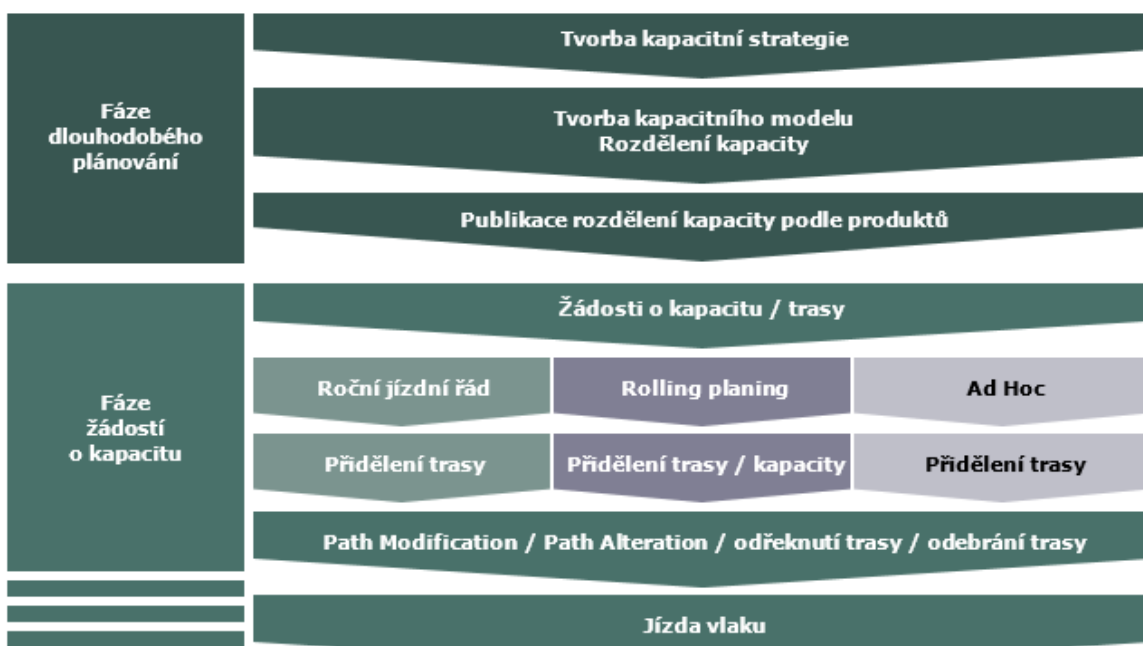 Fáze
dlouhodobého
plánování
Tvorba kapacitní strategie
Tvorba kapacitního modelu
Rozdělení kapacity
Publikace rozdělení kapacity podle produktů
Fáze
žádostí
o kapacitu
Žádosti o kapacitu / trasy
Roční jízdní řád
Rolling planing
Ad Hoc
Přidělení trasy
Přidělení trasy / kapacity
Přidělení trasy
Path Modification / Path Alteration / odřeknutí trasy / odebrání trasy
Jízda vlaku